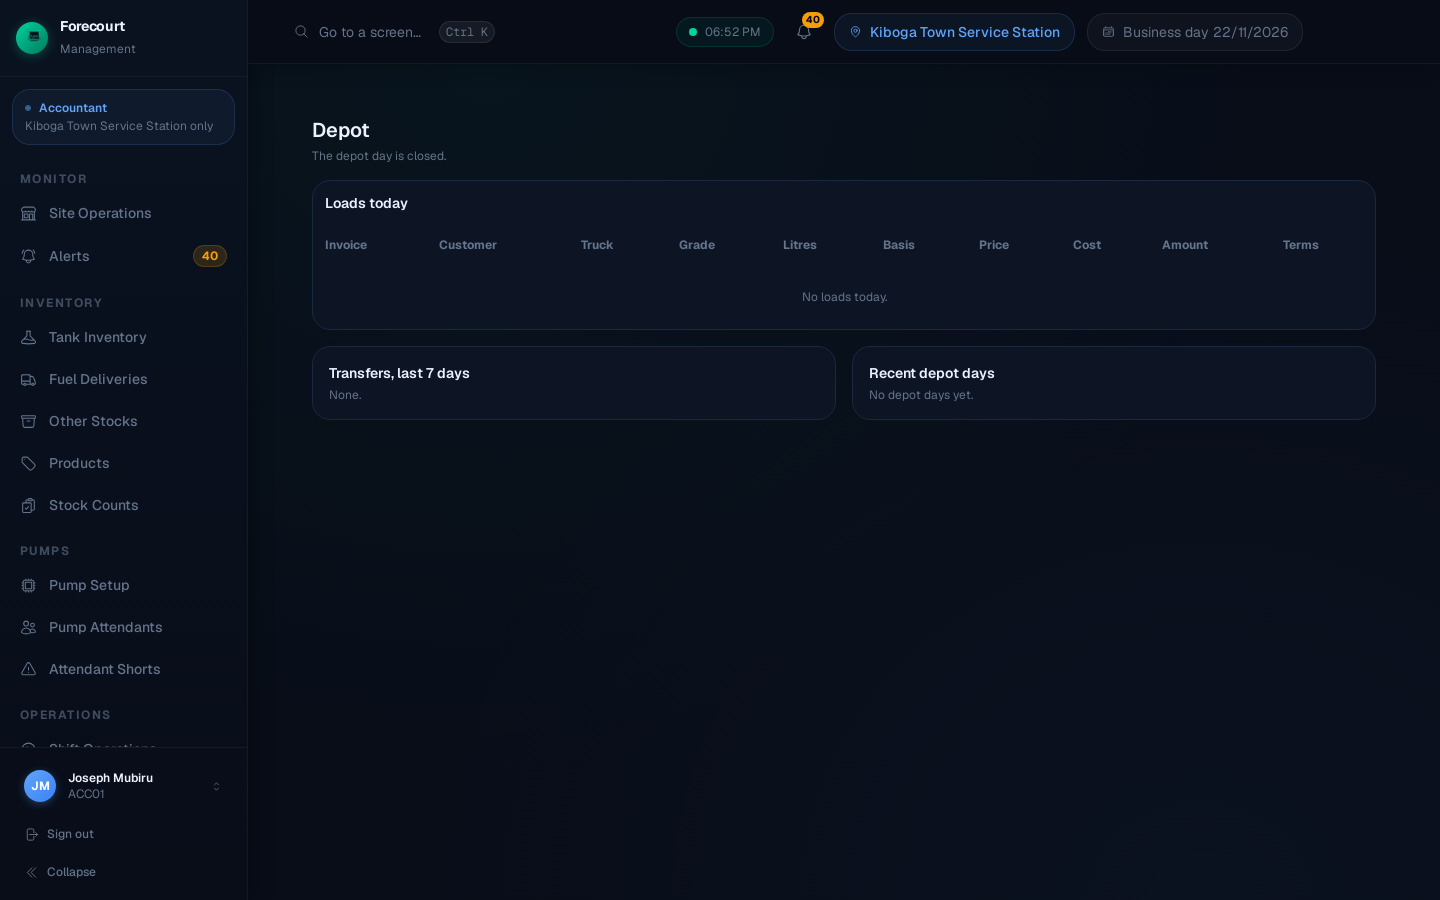 Forecourt
Management
Accountant
Kiboga Town Service Station only
MONITOR
Site Operations
Alerts 40
INVENTORY
Tank Inventory
Fuel Deliveries
Other Stocks
Products
Stock Counts
PUMPS
Pump Setup
Pump Attendants
Attendant Shorts
OPERATIONS
Shift Operations
JM Joseph Mubiru
ACC01
Sign out
Collapse
Go to a screen... Ctrl K
06:52 PM
40
Kiboga Town Service Station
Business day 22/11/2026
Depot
The depot day is closed.
Loads today
Invoice Customer Truck Grade Litres Basis Price Cost Amount Terms
No loads today.
Transfers, last 7 days
None.
Recent depot days
No depot days yet.